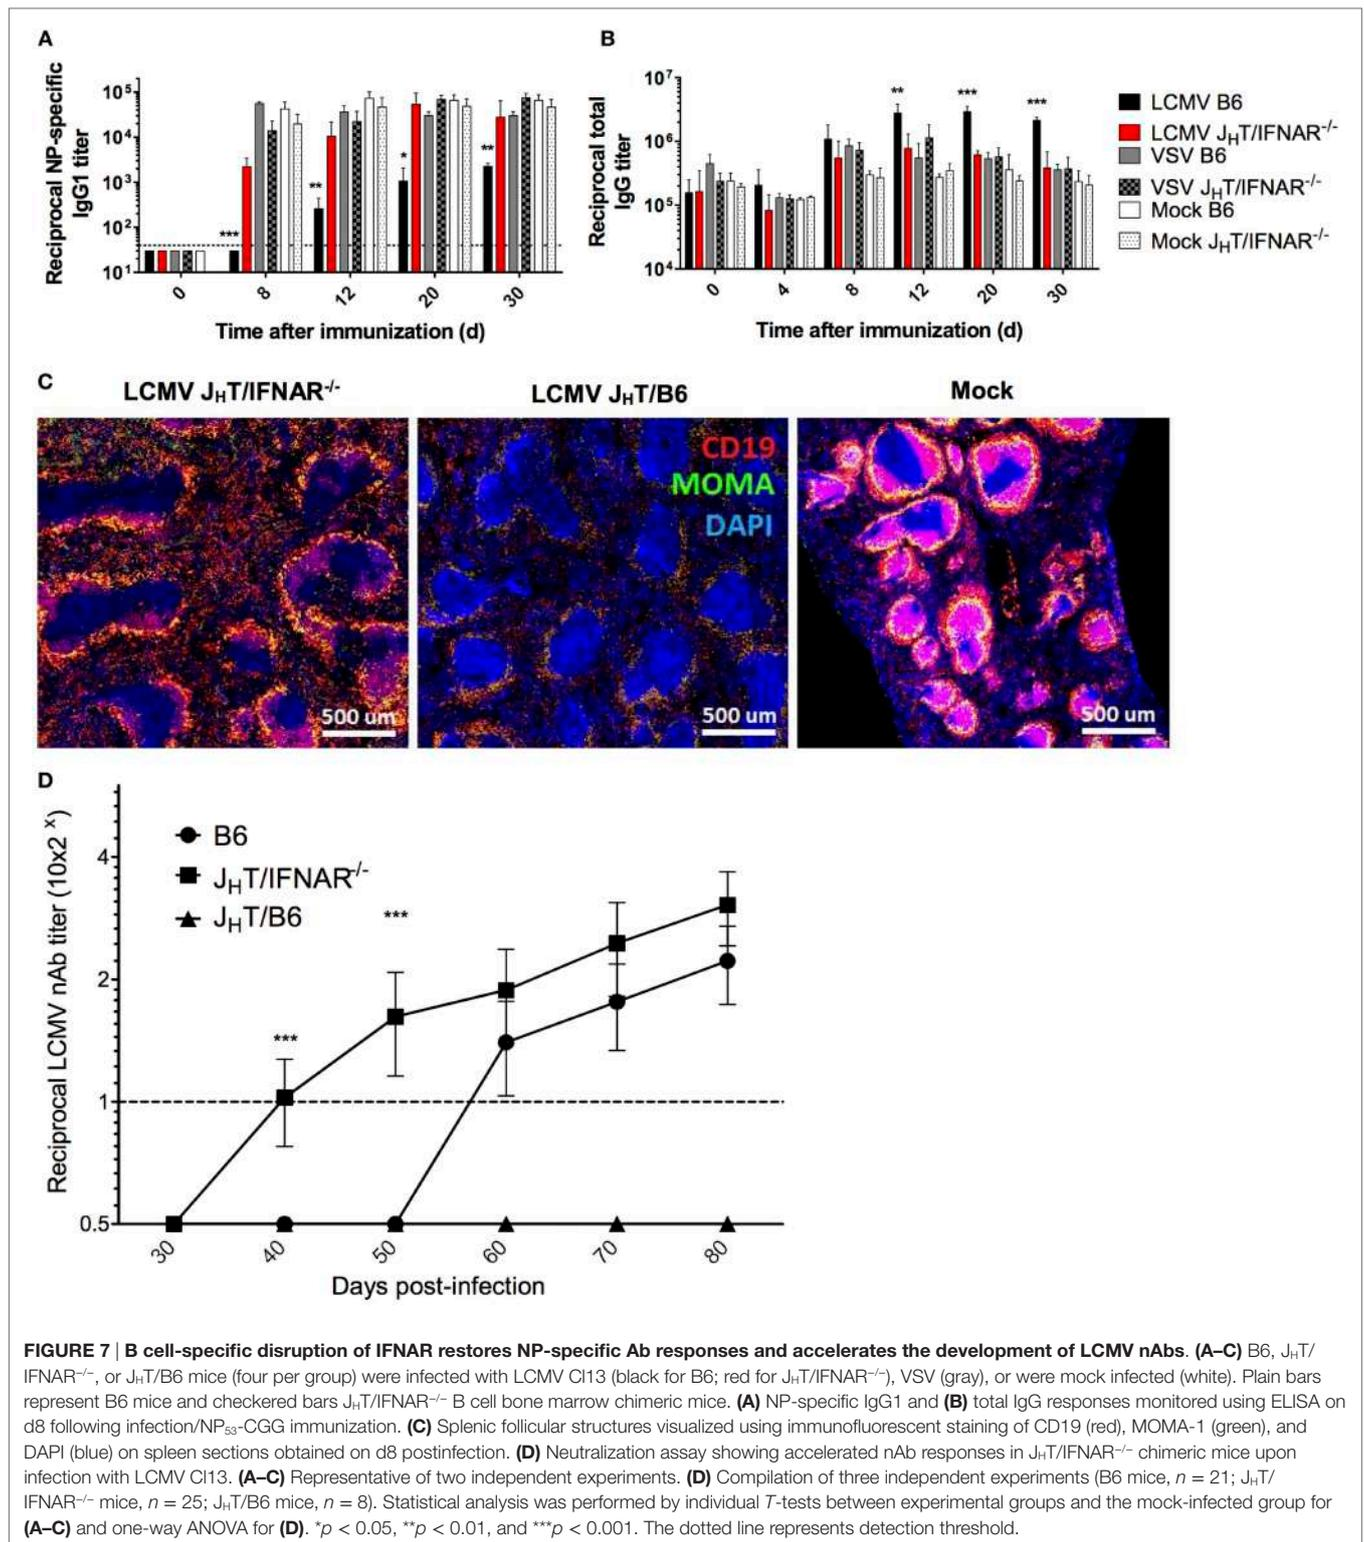 A
Reciprocal NP-specific
IgG1 titer
10⁵
10⁴
10³
10²
10¹
***
**
*
**
0
8
12
20
30
Time after immunization (d)
B
Reciprocal total
IgG titer
10⁷
10⁶
10⁵
10⁴
**
***
***
0
4
8
12
20
30
Time after immunization (d)
LCMV B6
LCMV JHT/IFNAR-/-
VSV B6
VSV JHT/IFNAR-/-
Mock B6
Mock JHT/IFNAR-/-
C
LCMV JHT/IFNAR-/-
LCMV JHT/B6
Mock
CD19
MOMA
DAPI
500 um
500 um
500 um
D
Reciprocal LCMV nAb titer (10x2 ˣ)
4
2
1
0.5
B6
JHT/IFNAR-/-
JHT/B6
***
***
30
40
50
60
70
80
Days post-infection
FIGURE 7 | B cell-specific disruption of IFNAR restores NP-specific Ab responses and accelerates the development of LCMV nAbs. (A–C) B6, JHT/
IFNAR−/−, or JHT/B6 mice (four per group) were infected with LCMV Cl13 (black for B6; red for JHT/IFNAR−/−), VSV (gray), or were mock infected (white). Plain bars
represent B6 mice and checkered bars JHT/IFNAR−/− B cell bone marrow chimeric mice. (A) NP-specific IgG1 and (B) total IgG responses monitored using ELISA on
d8 following infection/NP₅₃-CGG immunization. (C) Splenic follicular structures visualized using immunofluorescent staining of CD19 (red), MOMA-1 (green), and
DAPI (blue) on spleen sections obtained on d8 postinfection. (D) Neutralization assay showing accelerated nAb responses in JHT/IFNAR−/− chimeric mice upon
infection with LCMV Cl13. (A–C) Representative of two independent experiments. (D) Compilation of three independent experiments (B6 mice, n = 21; JHT/
IFNAR−/− mice, n = 25; JHT/B6 mice, n = 8). Statistical analysis was performed by individual T-tests between experimental groups and the mock-infected group for
(A–C) and one-way ANOVA for (D). *p < 0.05, **p < 0.01, and ***p < 0.001. The dotted line represents detection threshold.